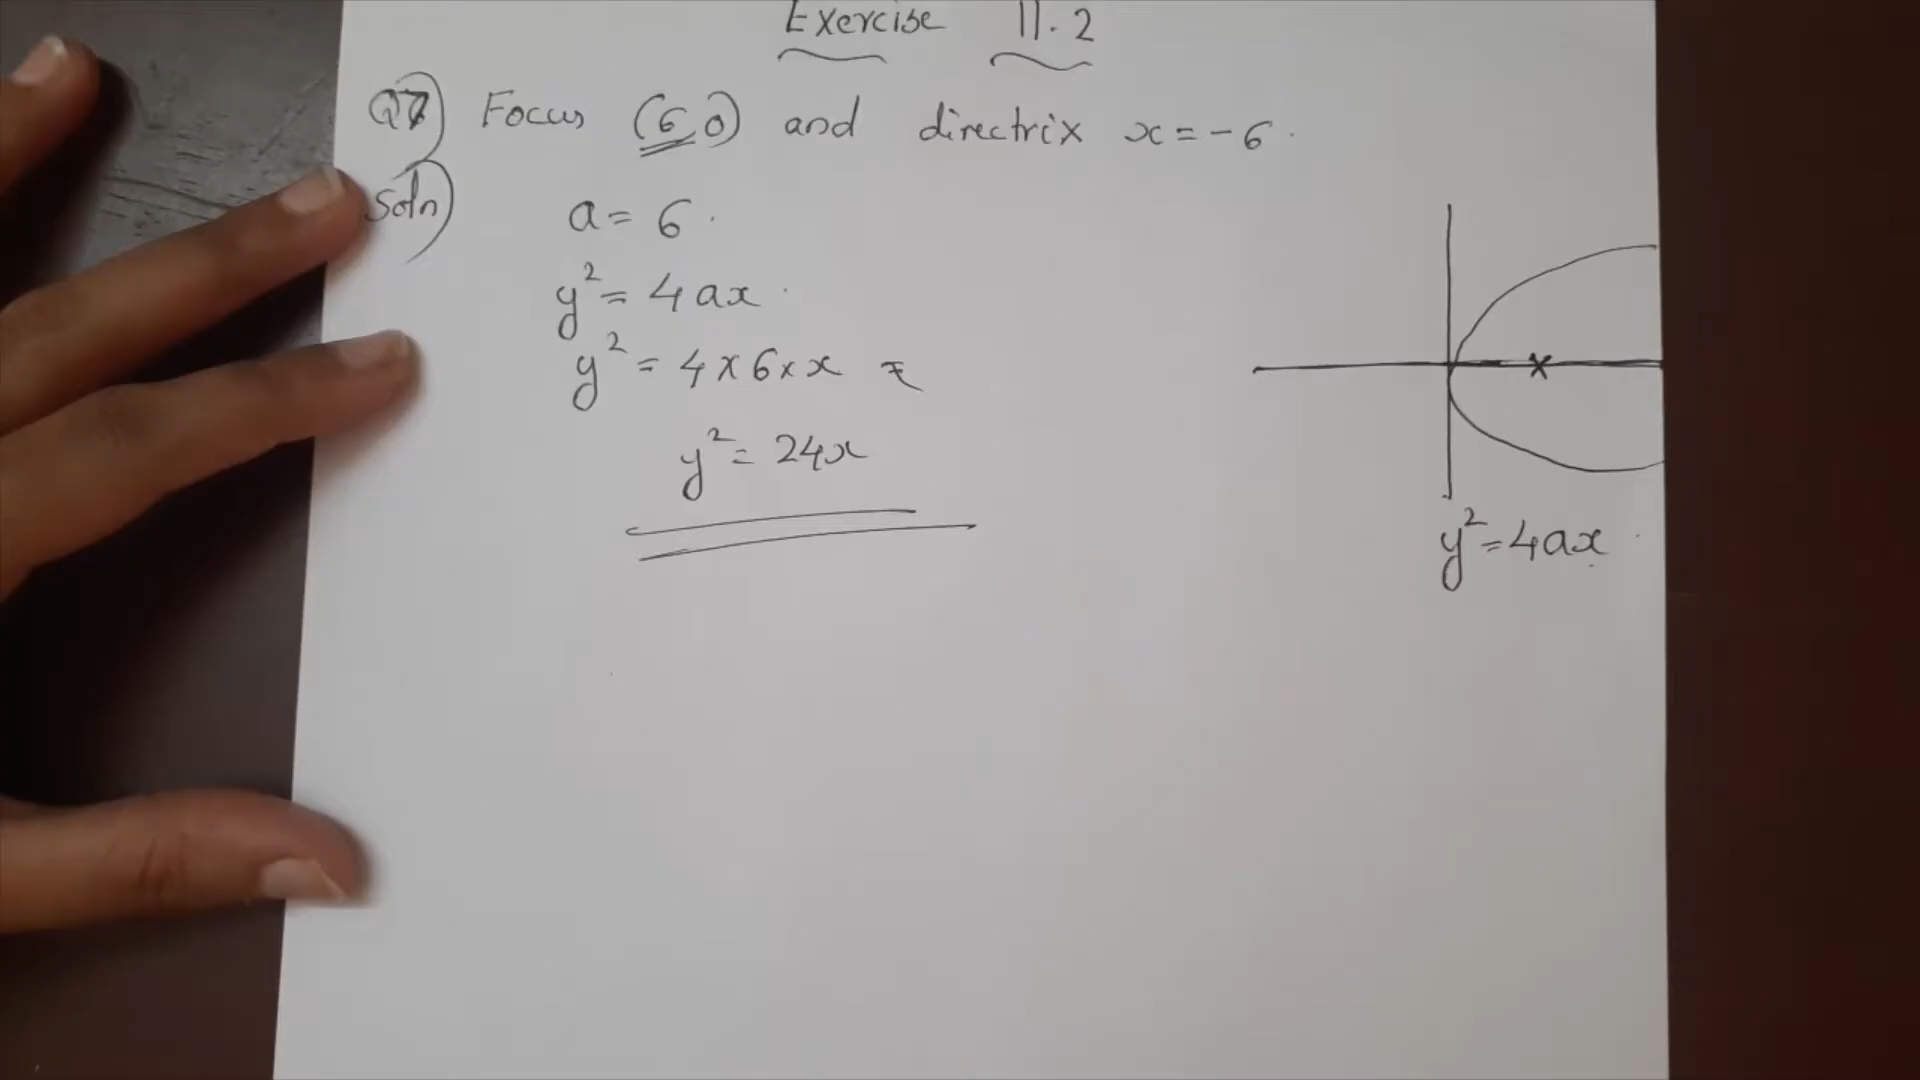 Exercise 11.2
Q7) Focus (6 0) and directrix x = -6.
Soln) a = 6.
y² = 4ax.
y² = 4 x 6 x x
y² = 24x
y² = 4ax.